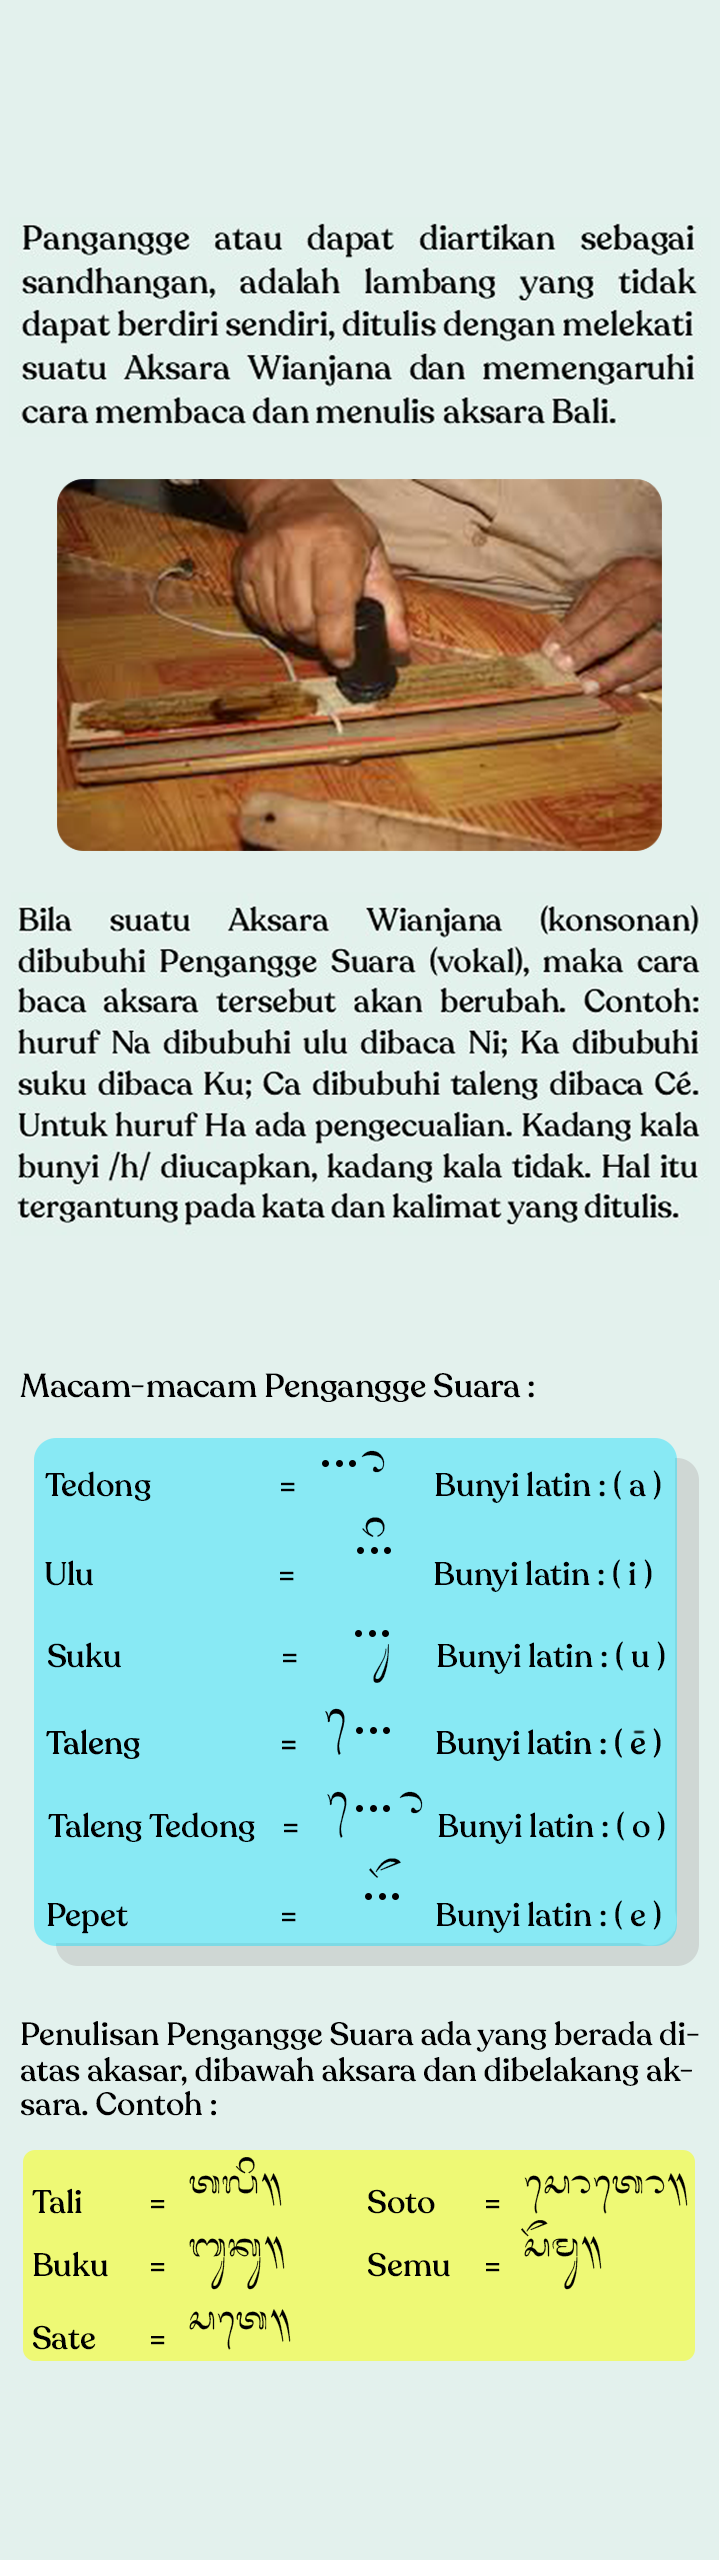 Pangangge atau dapat diartikan sebagai
sandhangan, adalah lambang yang tidak
dapat berdiri sendiri, ditulis dengan melekati
suatu Aksara Wianjana dan memengaruhi
cara membaca dan menulis aksara Bali.
Bila suatu Aksara Wianjana (konsonan)
dibubuhi Pengangge Suara (vokal), maka cara
baca aksara tersebut akan berubah. Contoh:
huruf Na dibubuhi ulu dibaca Ni; Ka dibubuhi
suku dibaca Ku; Ca dibubuhi taleng dibaca Cé.
Untuk huruf Ha ada pengecualian. Kadang kala
bunyi /h/ diucapkan, kadang kala tidak. Hal itu
tergantung pada kata dan kalimat yang ditulis.
Macam-macam Pengangge Suara :
Tedong = ...ᬵ Bunyi latin : ( a )
Ulu = ...ᬶ Bunyi latin : ( i )
Suku = ...ᬸ Bunyi latin : ( u )
Taleng = ᬾ... Bunyi latin : ( ē )
Taleng Tedong = ᬾ...ᬵ Bunyi latin : ( o )
Pepet = ...ᬂ Bunyi latin : ( e )
Penulisan Pengangge Suara ada yang berada di-
atas akasar, dibawah aksara dan dibelakang ak-
sara. Contoh :
Tali = ᬢᬮᬶ᭟ Soto = ᬲᭀᬢᭀ᭟
Buku = ᬩᬸᬓᬸ᭟ Semu = ᬲᭂᬫᬸ᭟
Sate = ᬲᬢᬾ᭟